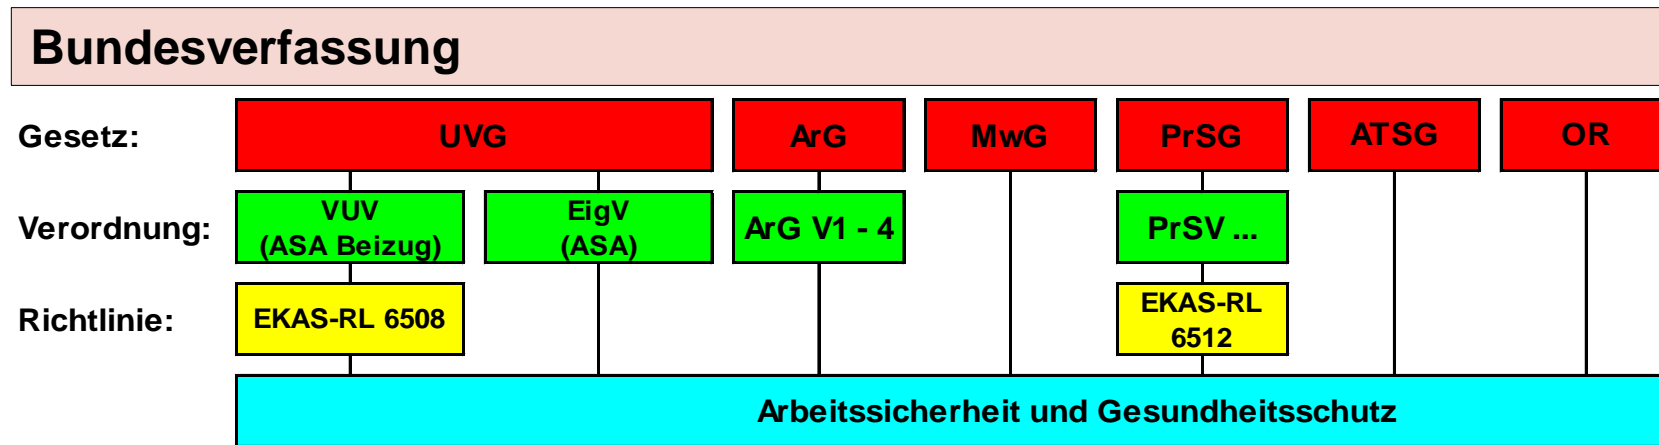 Bundesverfassung
Gesetz: UVG ArG MwG PrSG ATSG OR
Verordnung: VUV (ASA Beizug) EigV (ASA) ArG V1 - 4 PrSV ...
Richtlinie: EKAS-RL 6508 EKAS-RL 6512
Arbeitssicherheit und Gesundheitsschutz